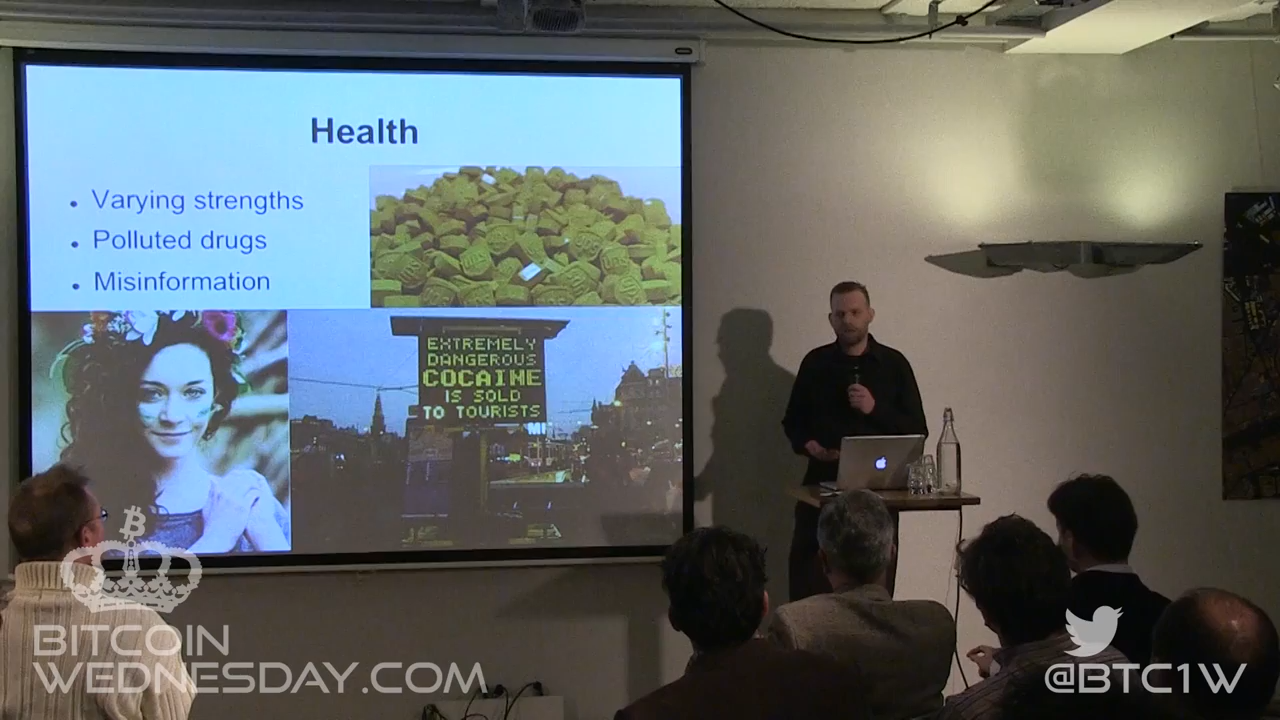 Health
• Varying strengths
• Polluted drugs
• Misinformation
EXTREMELY
DANGEROUS
COCAINE
IS SOLD
TO TOURISTS
BITCOIN
WEDNESDAY.COM
@BTC1W